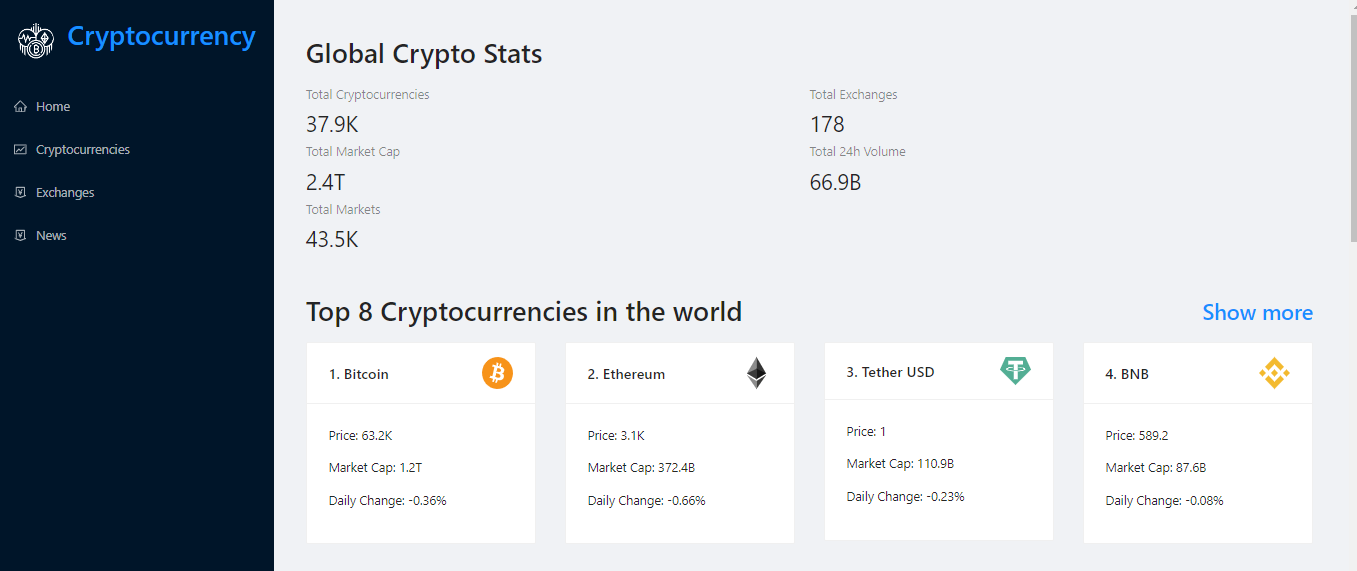 Cryptocurrency
Home
Cryptocurrencies
Exchanges
News
Global Crypto Stats
Total Cryptocurrencies
37.9K
Total Exchanges
178
Total Market Cap
2.4T
Total 24h Volume
66.9B
Total Markets
43.5K
Top 8 Cryptocurrencies in the world
Show more
1. Bitcoin
Price: 63.2K
Market Cap: 1.2T
Daily Change: -0.36%
2. Ethereum
Price: 3.1K
Market Cap: 372.4B
Daily Change: -0.66%
3. Tether USD
Price: 1
Market Cap: 110.9B
Daily Change: -0.23%
4. BNB
Price: 589.2
Market Cap: 87.6B
Daily Change: -0.08%